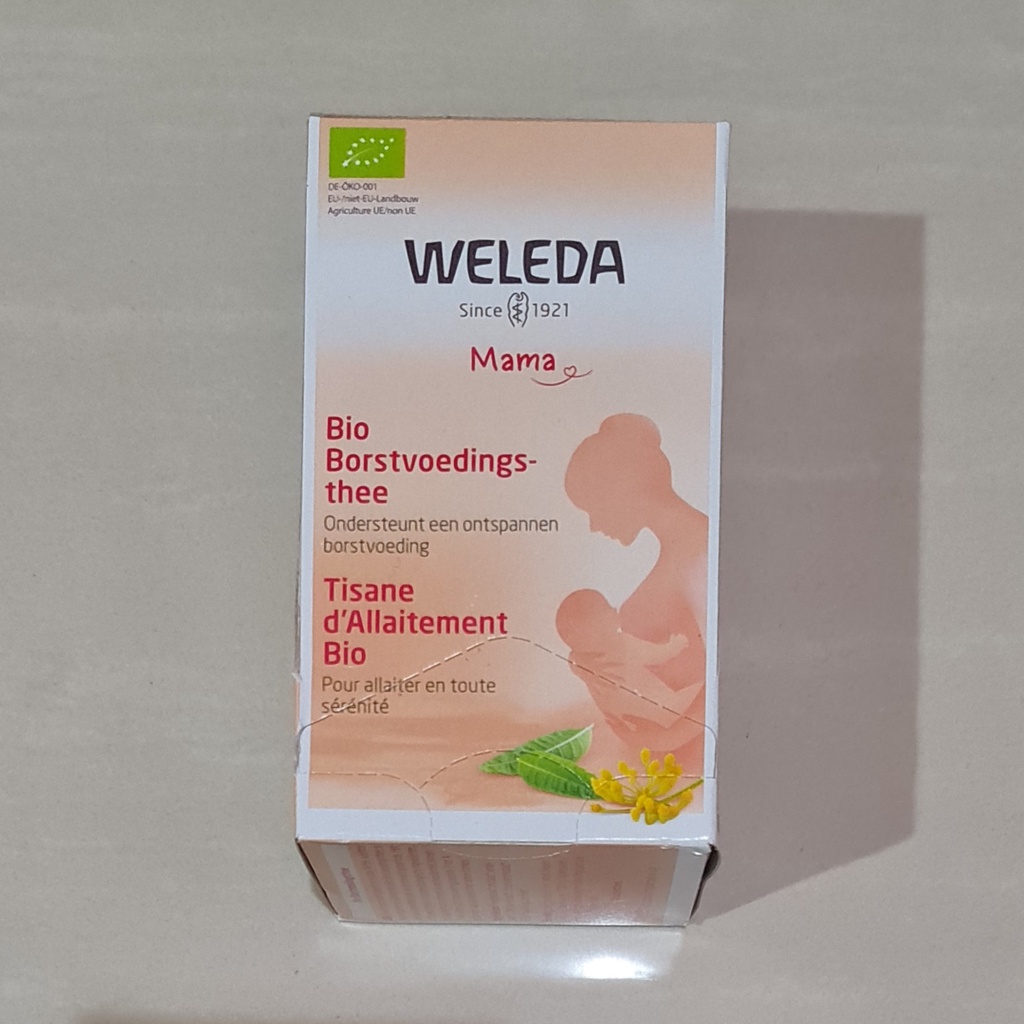 DE-ÖKO-001
EU-/niet-EU-Landbouw
Agriculture UE/non UE
WELEDA
Since 1921
Mama
Bio
Borstvoedings-
thee
Ondersteunt een ontspannen
borstvoeding
Tisane
d'Allaitement
Bio
Pour allaiter en toute
sérénité